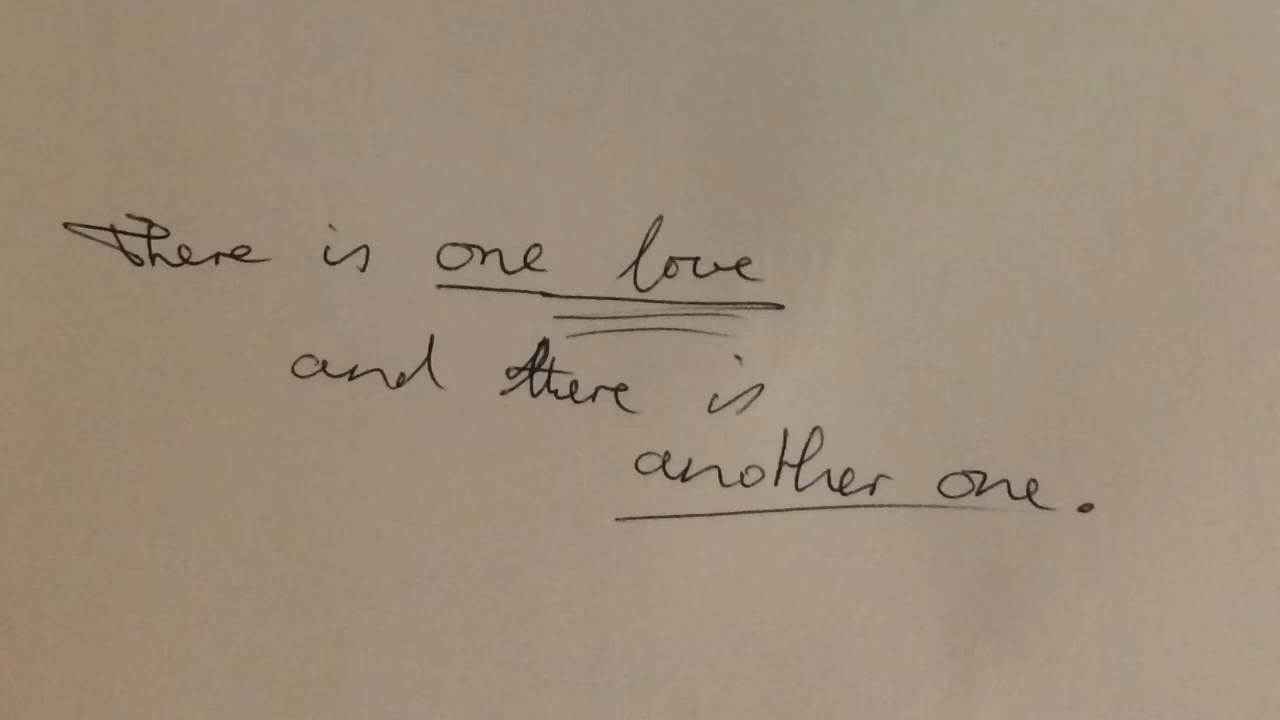 there is one love
and there is
another one.